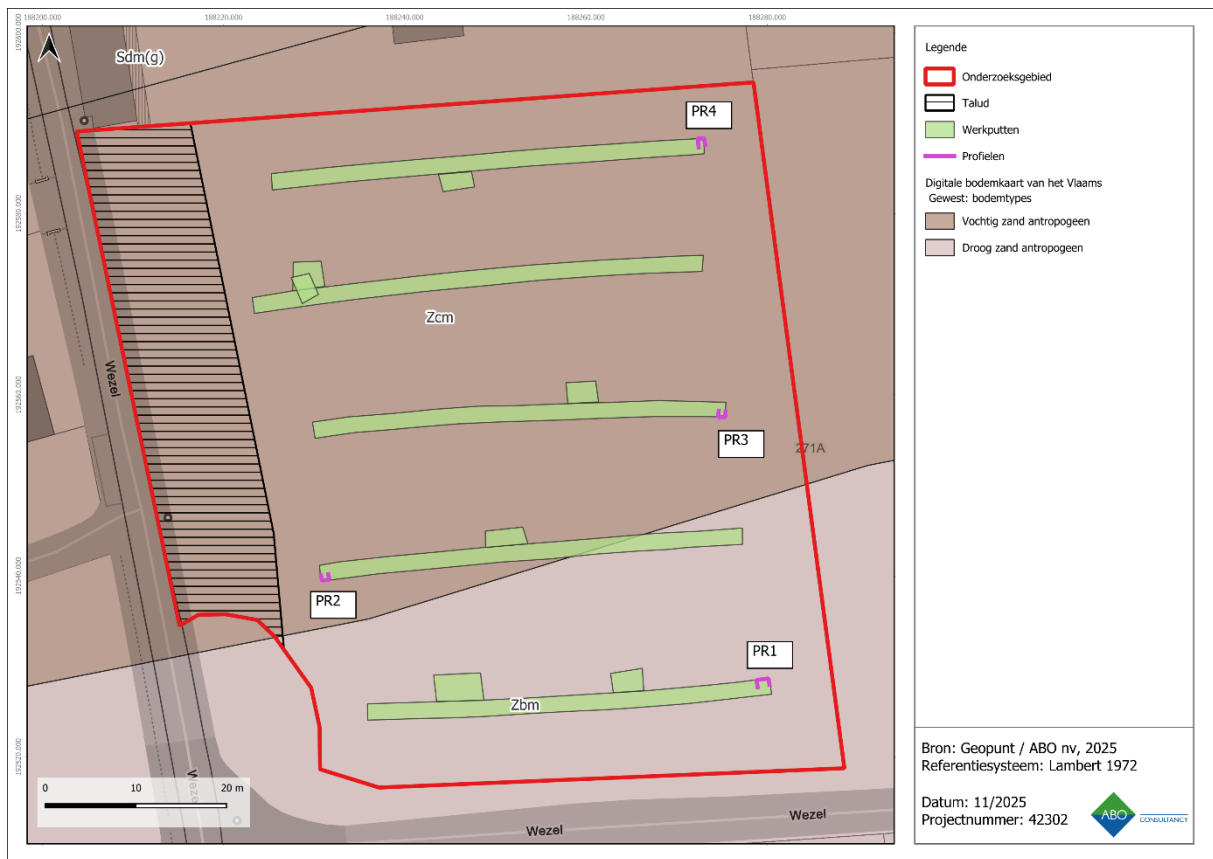 188200.000 188220.000 188240.000 188260.000 188280.000
192600.000
192580.000
192560.000
192540.000
192520.000
Sdm(g)
PR4
Zcm
Wezel
PR3
271A
PR2
PR1
Zbm
Wezel
Wezel
Wezel
0 10 20 m
Legende
Onderzoeksgebied
Talud
Werkputten
Profielen
Digitale bodemkaart van het Vlaams
Gewest: bodemtypes
Vochtig zand antropogeen
Droog zand antropogeen
Bron: Geopunt / ABO nv, 2025
Referentiesysteem: Lambert 1972
Datum: 11/2025
Projectnummer: 42302
ABO
CONSULTANCY